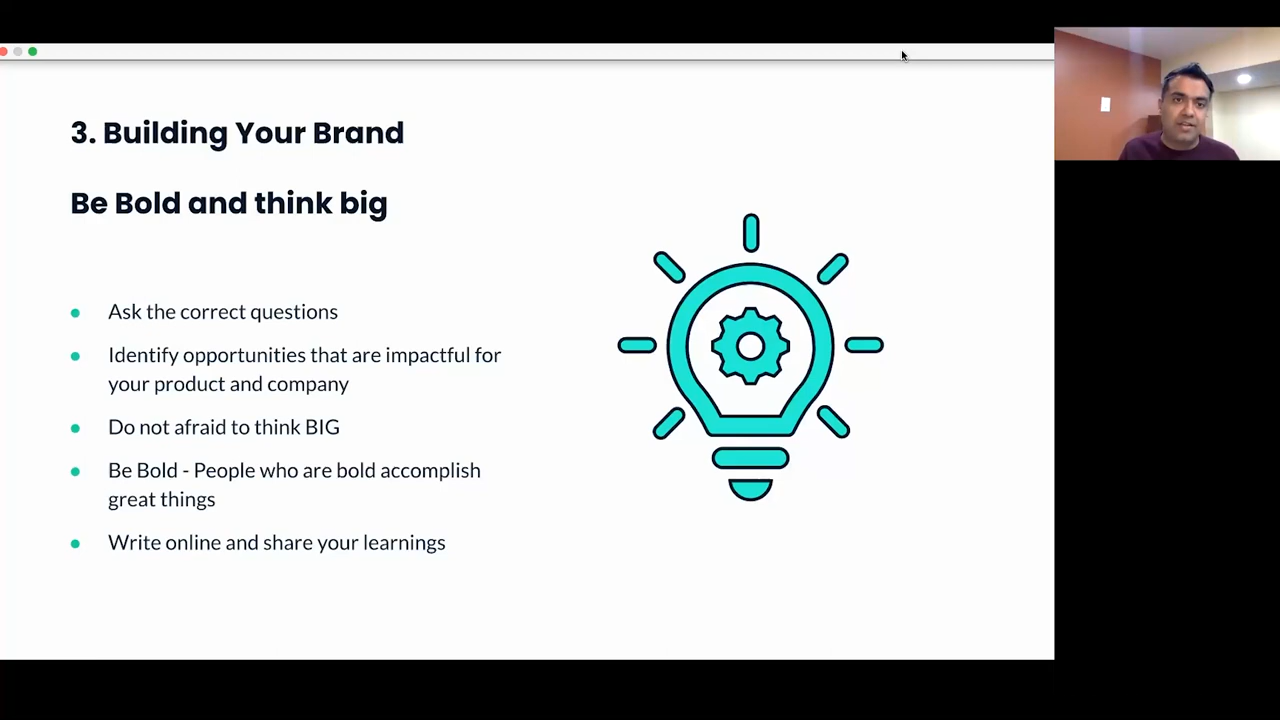 3. Building Your Brand
Be Bold and think big
Ask the correct questions
Identify opportunities that are impactful for
your product and company
Do not afraid to think BIG
Be Bold - People who are bold accomplish
great things
Write online and share your learnings